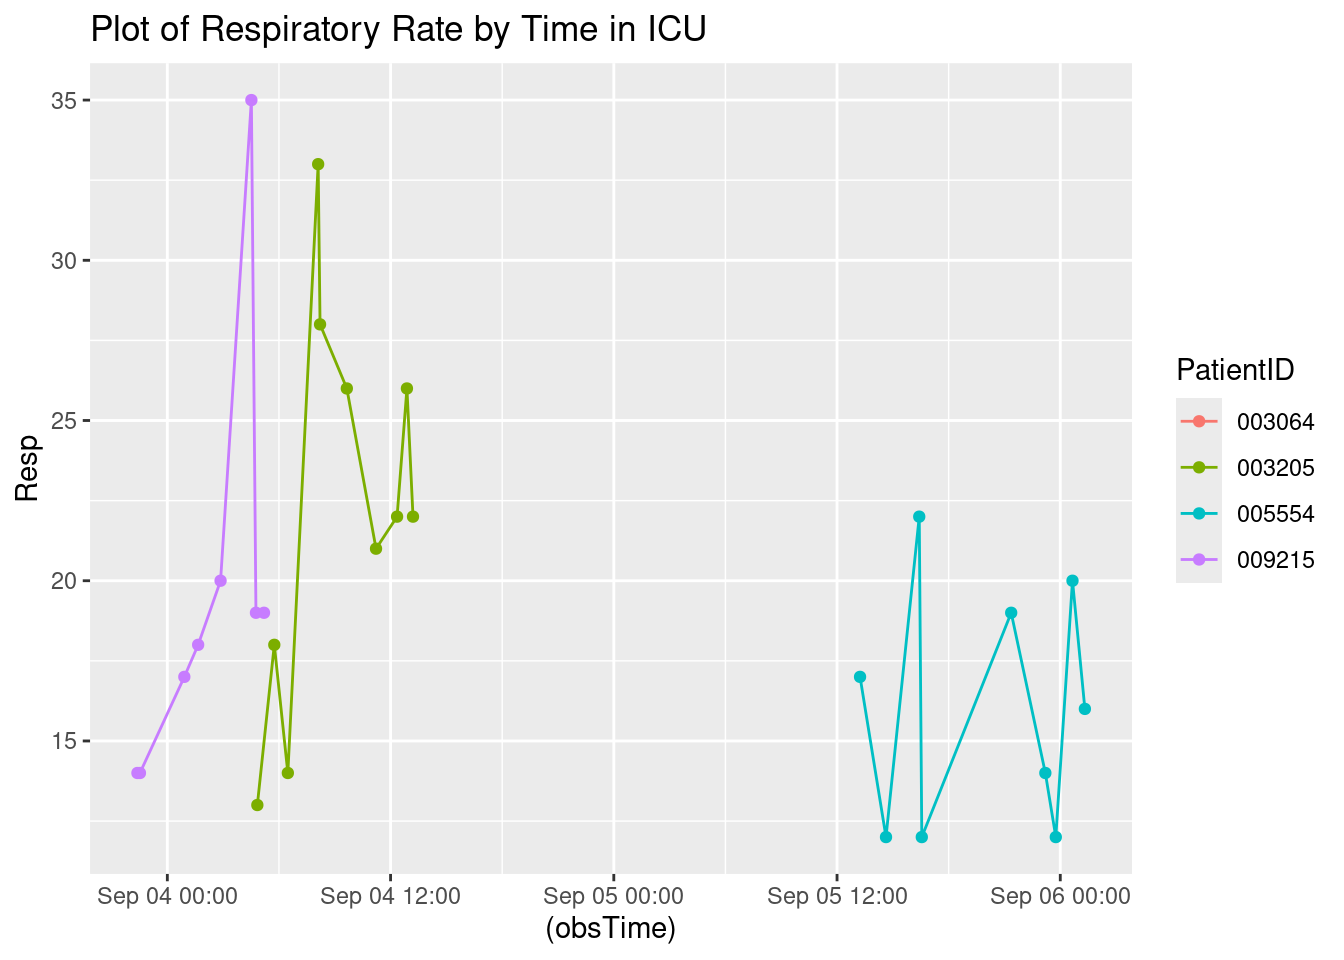 Plot of Respiratory Rate by Time in ICU
35
30
25
20
15
Resp
Sep 04 00:00
Sep 04 12:00
Sep 05 00:00
Sep 05 12:00
Sep 06 00:00
(obsTime)
PatientID
003064
003205
005554
009215